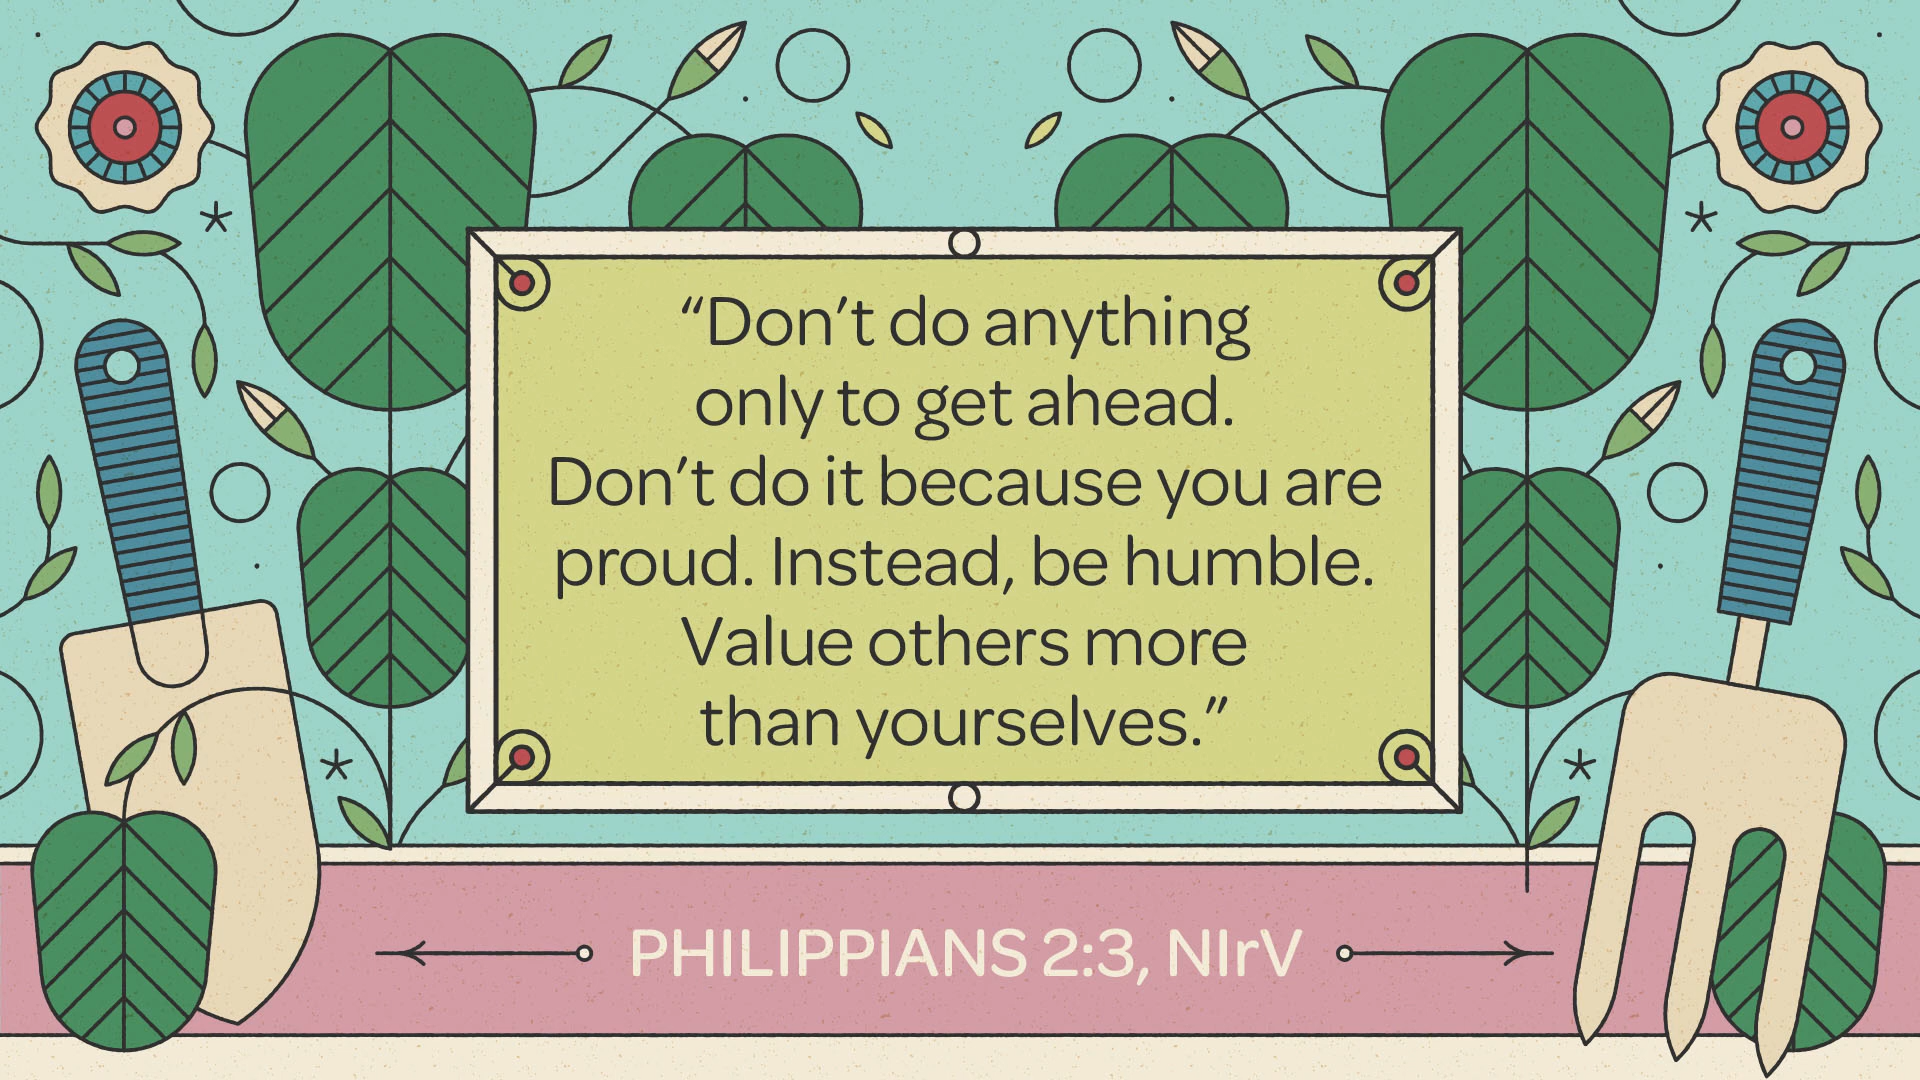 “Don’t do anything
only to get ahead.
Don’t do it because you are
proud. Instead, be humble.
Value others more
than yourselves.”
PHILIPPIANS 2:3, NIrV